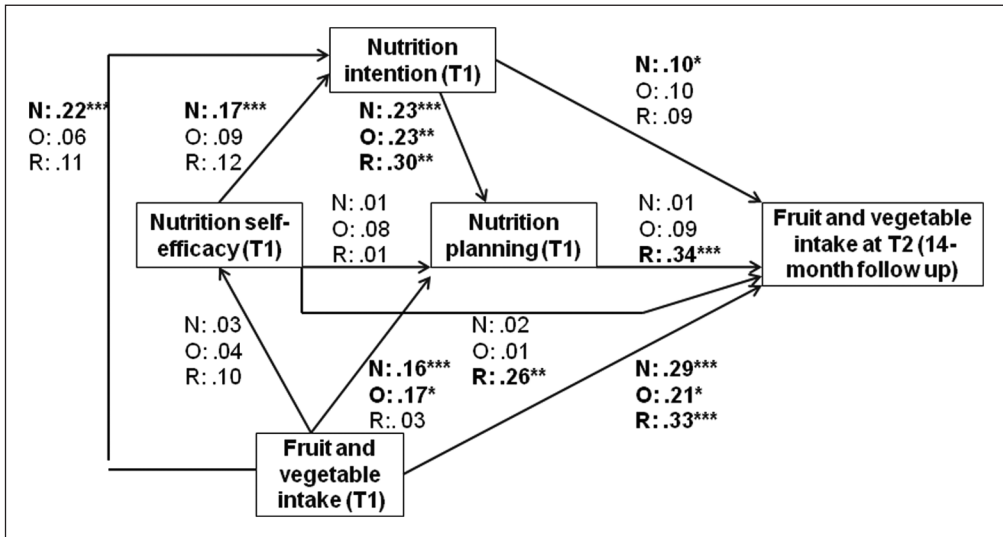 Nutrition
intention (T1)
N: .10*
O: .10
R: .09
N: .22***
O: .06
R: .11
N: .17***
O: .09
R: .12
N: .23***
O: .23**
R: .30**
Nutrition self-
efficacy (T1)
N: .01
O: .08
R: .01
Nutrition
planning (T1)
N: .01
O: .09
R: .34***
Fruit and vegetable
intake at T2 (14-
month follow up)
N: .03
O: .04
R: .10
N: .16***
O: .17*
R:. 03
N: .02
O: .01
R: .26**
N: .29***
O: .21*
R: .33***
Fruit and
vegetable
intake (T1)